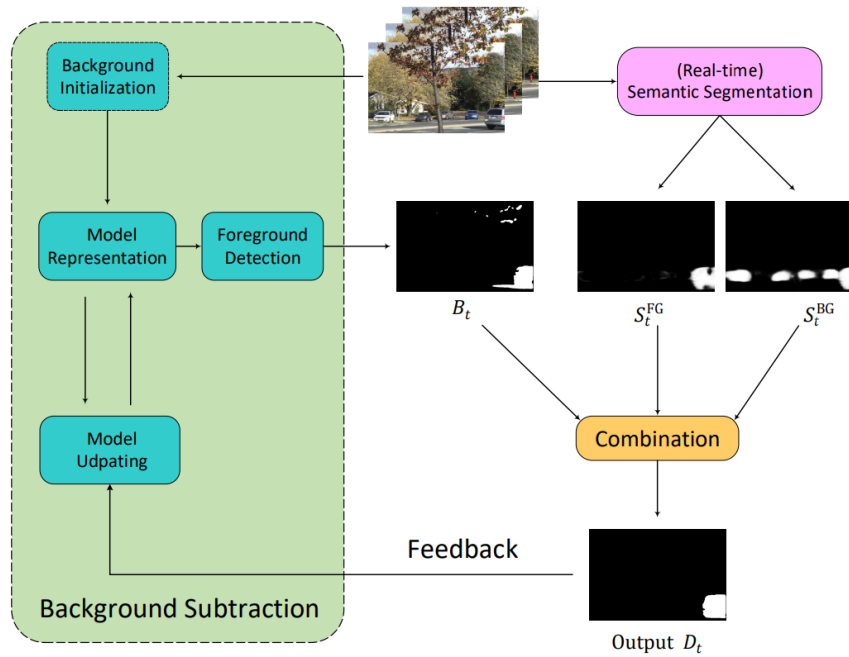 Background
Initialization
(Real-time)
Semantic Segmentation
Model
Representation
Foreground
Detection
B_t
S_t^FG
S_t^BG
Model
Udpating
Combination
Feedback
Background Subtraction
Output D_t